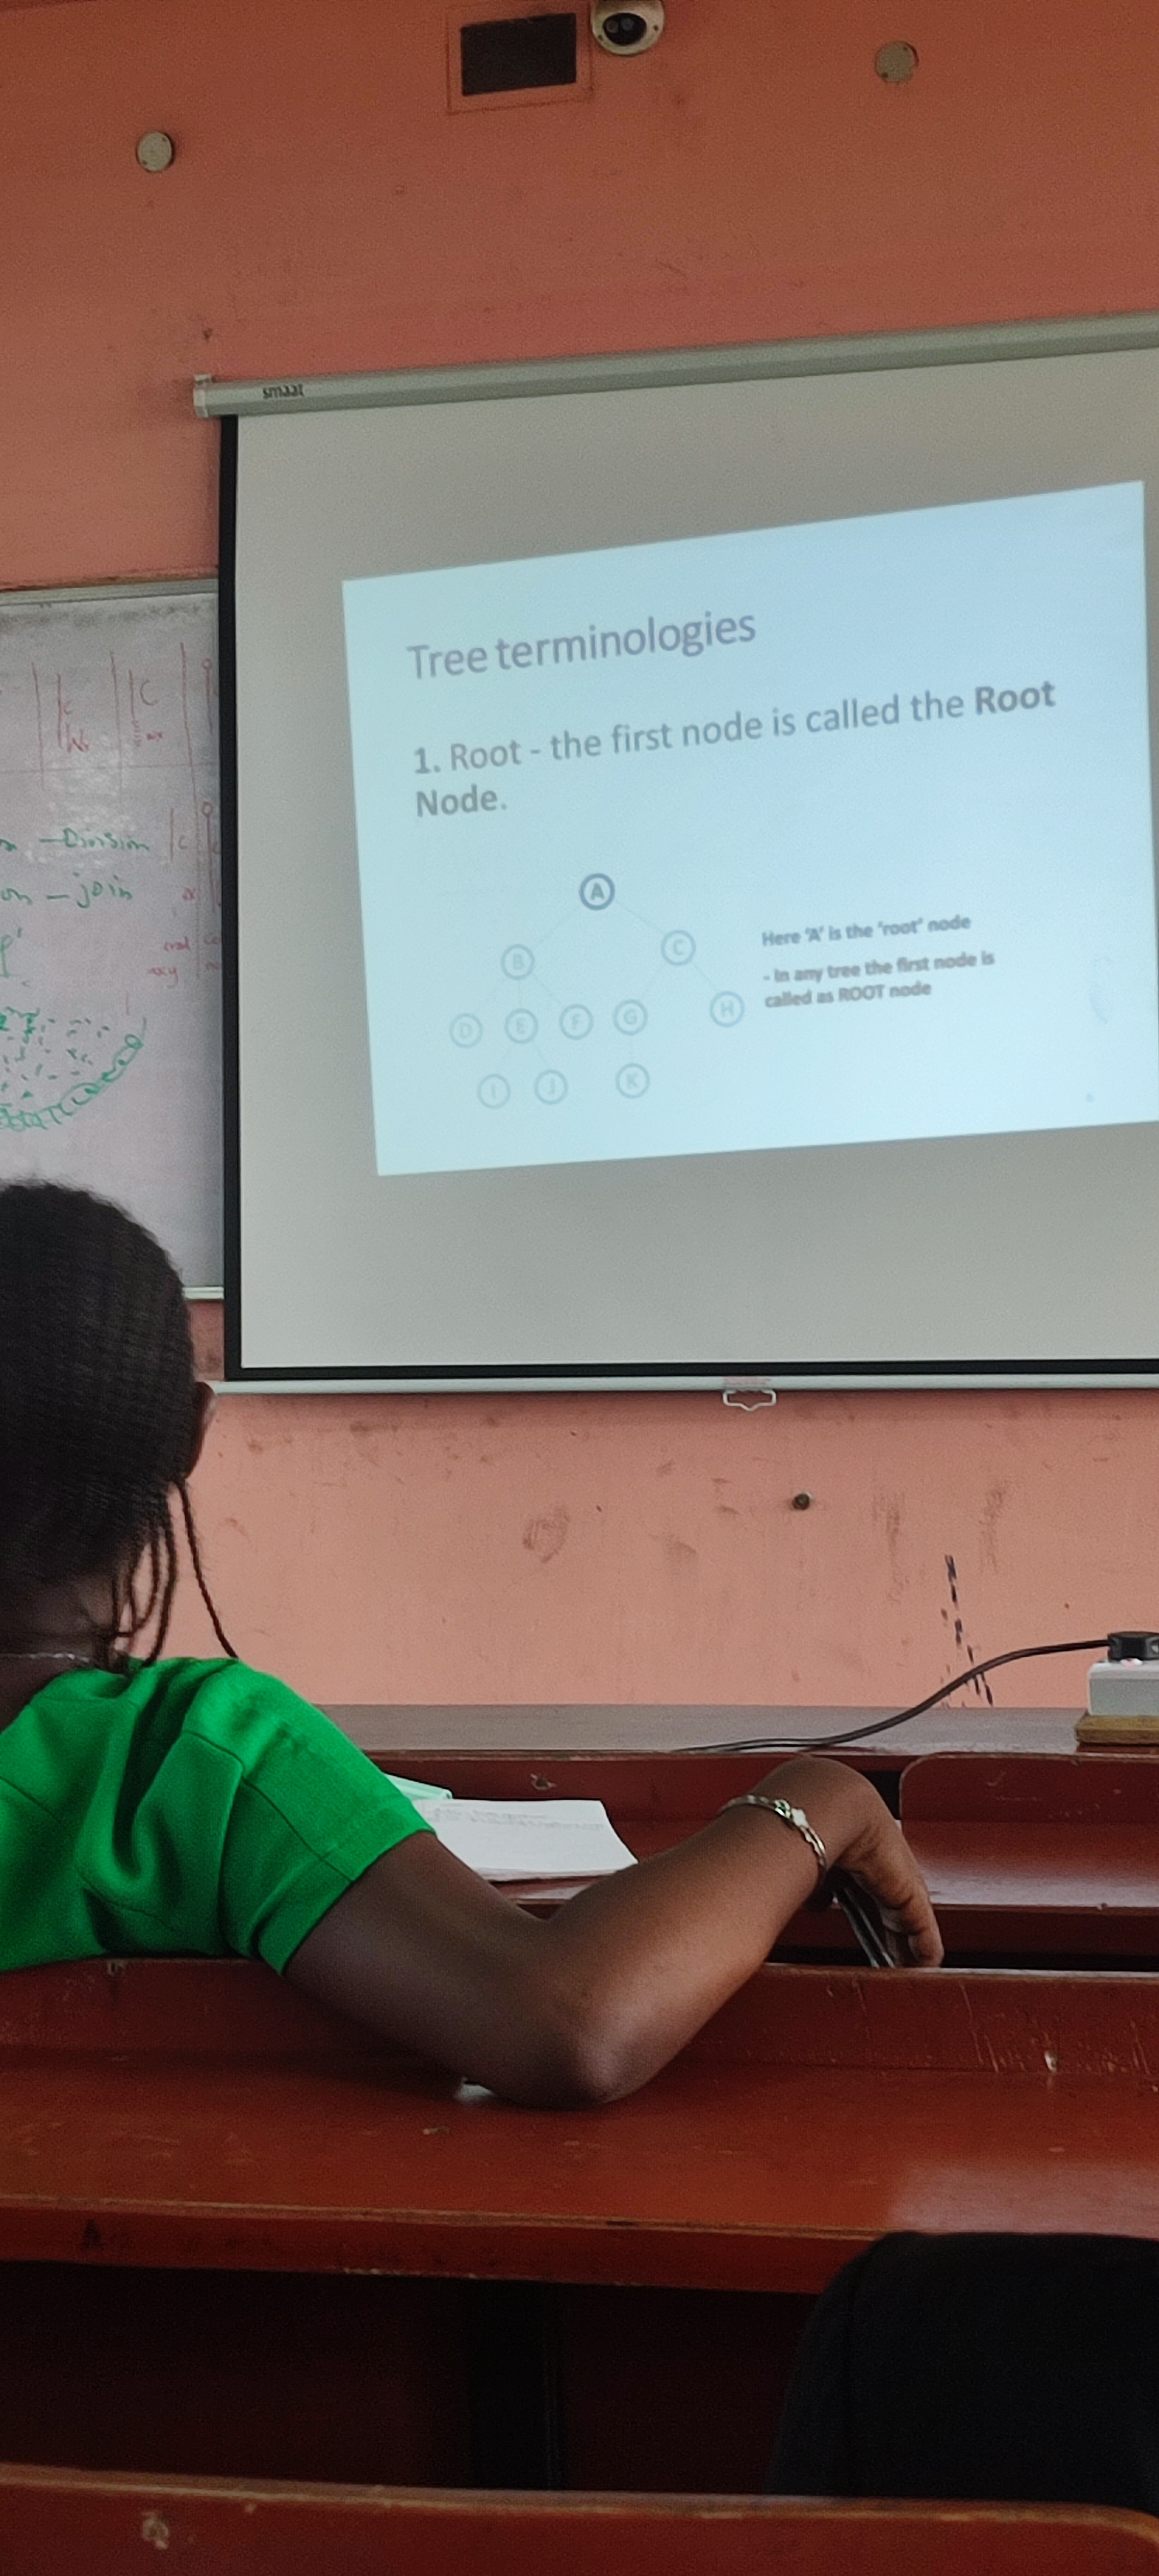 smaat
Tree terminologies
1. Root - the first node is called the Root
Node.
A
B
C
D
E
F
G
H
I
J
K
Here 'A' is the 'root' node
- In any tree the first node is
called as ROOT node
6
- Division
- join